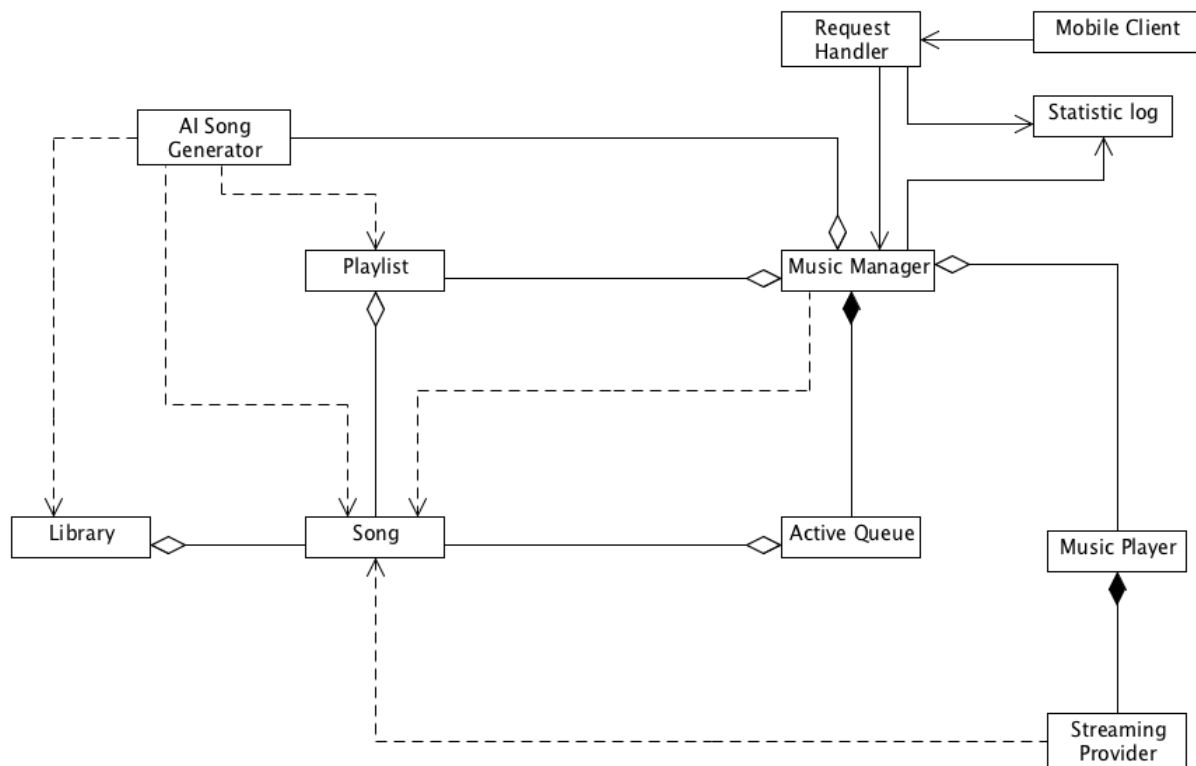 Request
Handler
Mobile Client
Statistic log
AI Song
Generator
Playlist
Music Manager
Library
Song
Active Queue
Music Player
Streaming
Provider